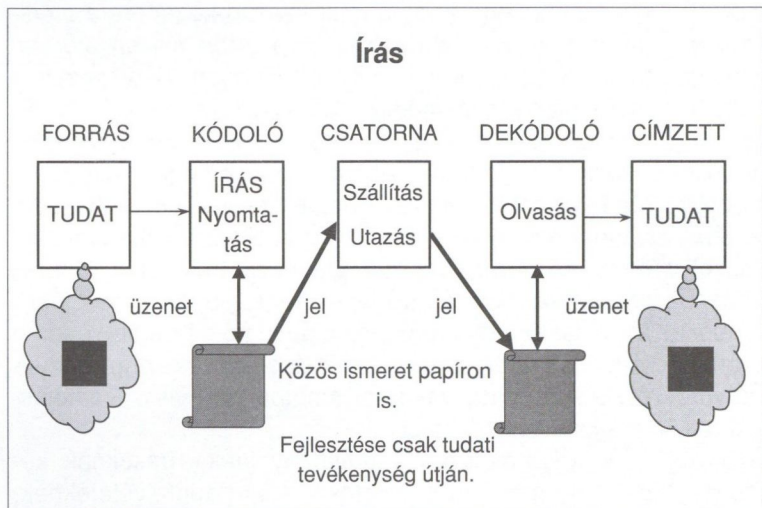 Írás
FORRÁS KÓDOLÓ CSATORNA DEKÓDOLÓ CÍMZETT
TUDAT
ÍRÁS
Nyomta-
tás
Szállítás
Utazás
Olvasás
TUDAT
üzenet jel jel üzenet
Közös ismeret papíron
is.
Fejlesztése csak tudati
tevékenység útján.